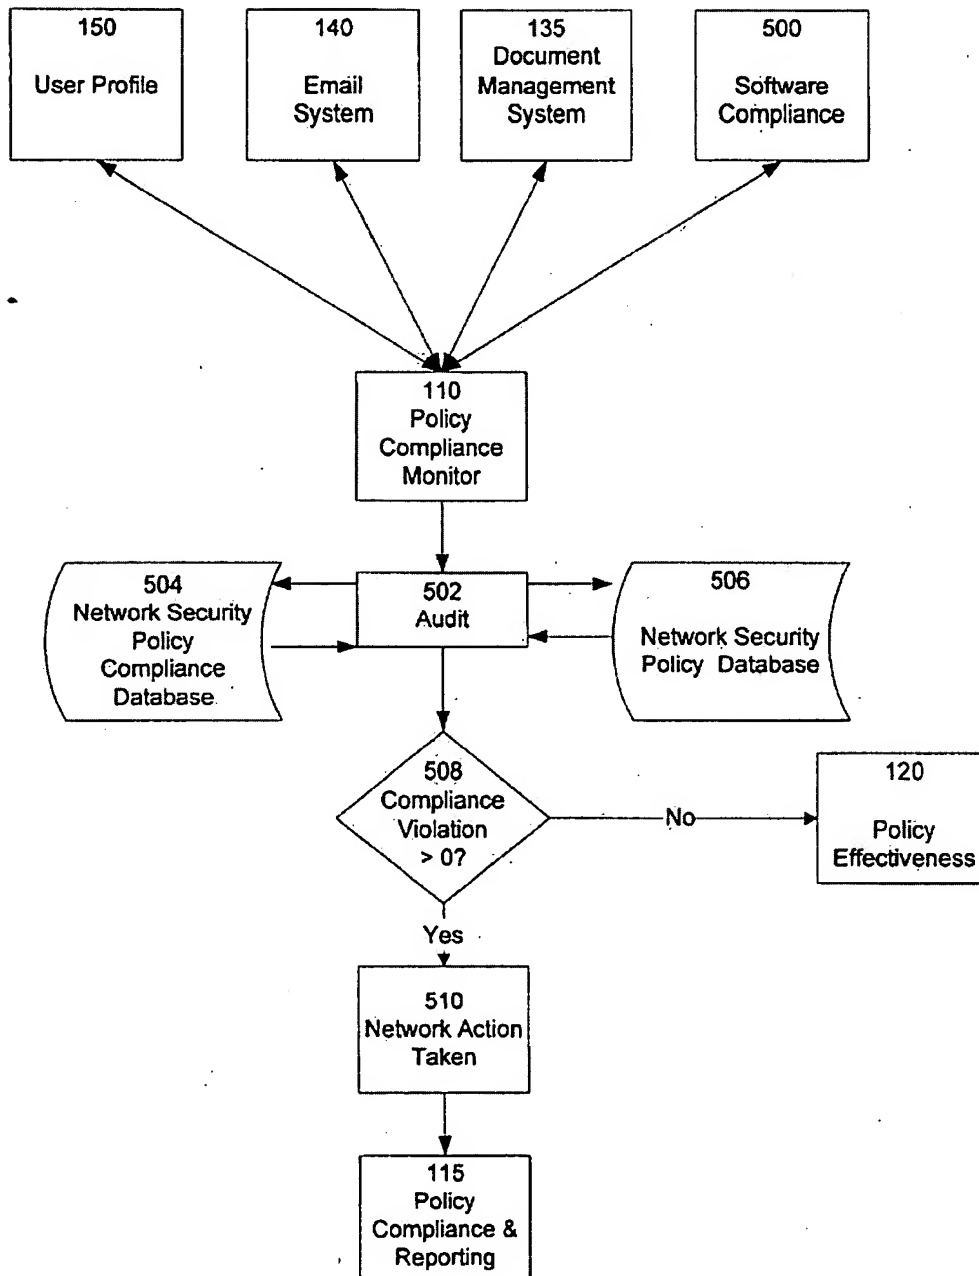 150
User Profile
140
Email
System
135
Document
Management
System
500
Software
Compliance
110
Policy
Compliance
Monitor
504
Network Security
Policy
Compliance
Database
502
Audit
506
Network Security
Policy Database
508
Compliance
Violation
> 0?
No
120
Policy
Effectiveness
Yes
510
Network Action
Taken
115
Policy
Compliance &
Reporting